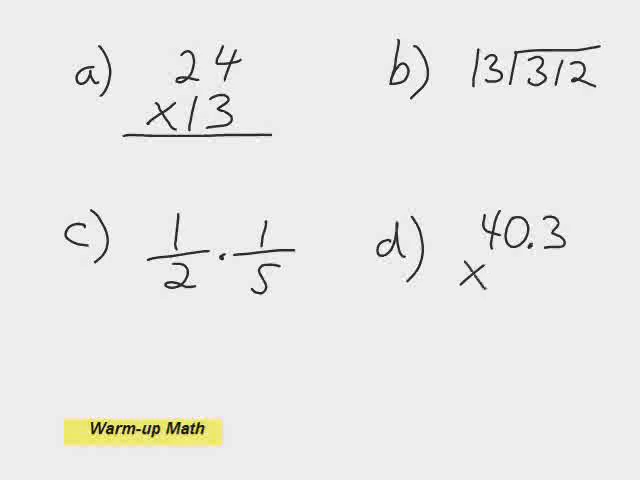 a) 24
x13
b) 13)312
c) 1/2 · 1/5
d) 40.3
x
Warm-up Math